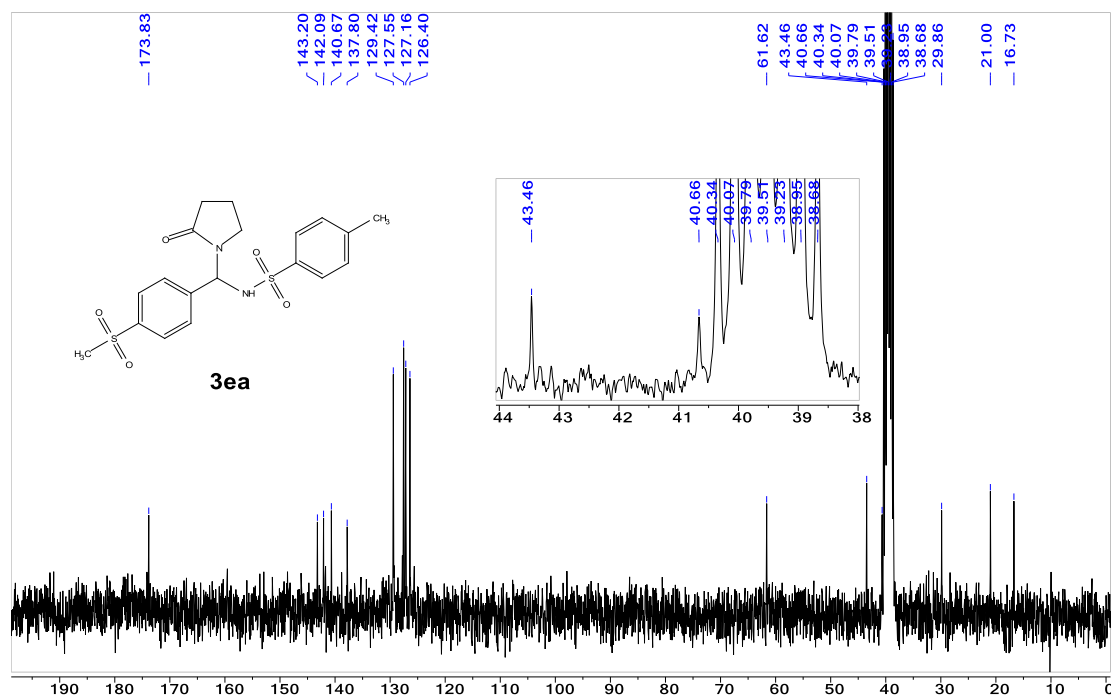 173.83
143.20
142.09
140.67
137.80
129.42
127.55
127.16
126.40
61.62
43.46
40.66
40.34
40.07
39.79
39.51
39.23
38.95
38.68
29.86
21.00
16.73
43.46
40.66
40.34
40.07
39.79
39.51
39.23
38.95
38.68
44 43 42 41 40 39 38
O
N
CH₃
O
S
NH
O
O
S
H₃C
O
3ea
190 180 170 160 150 140 130 120 110 100 90 80 70 60 50 40 30 20 10 0